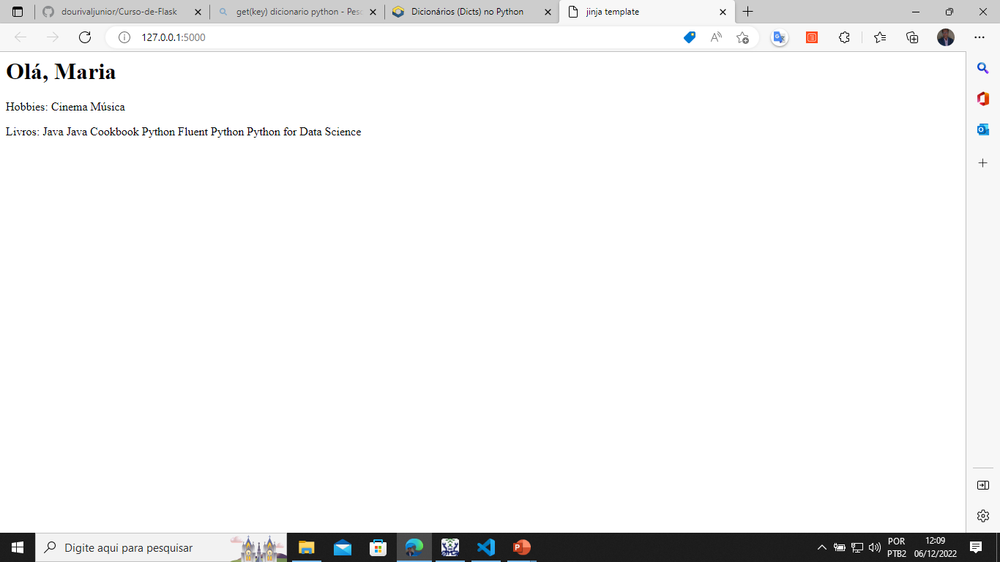 dourivaljunior/Curso-de-Flask
get(key) dicionario python - Pesc
Dicionários (Dicts) no Python
jinja template
127.0.0.1:5000
Olá, Maria
Hobbies: Cinema Música
Livros: Java Java Cookbook Python Fluent Python Python for Data Science
Digite aqui para pesquisar
POR
PTB2
12:09
06/12/2022